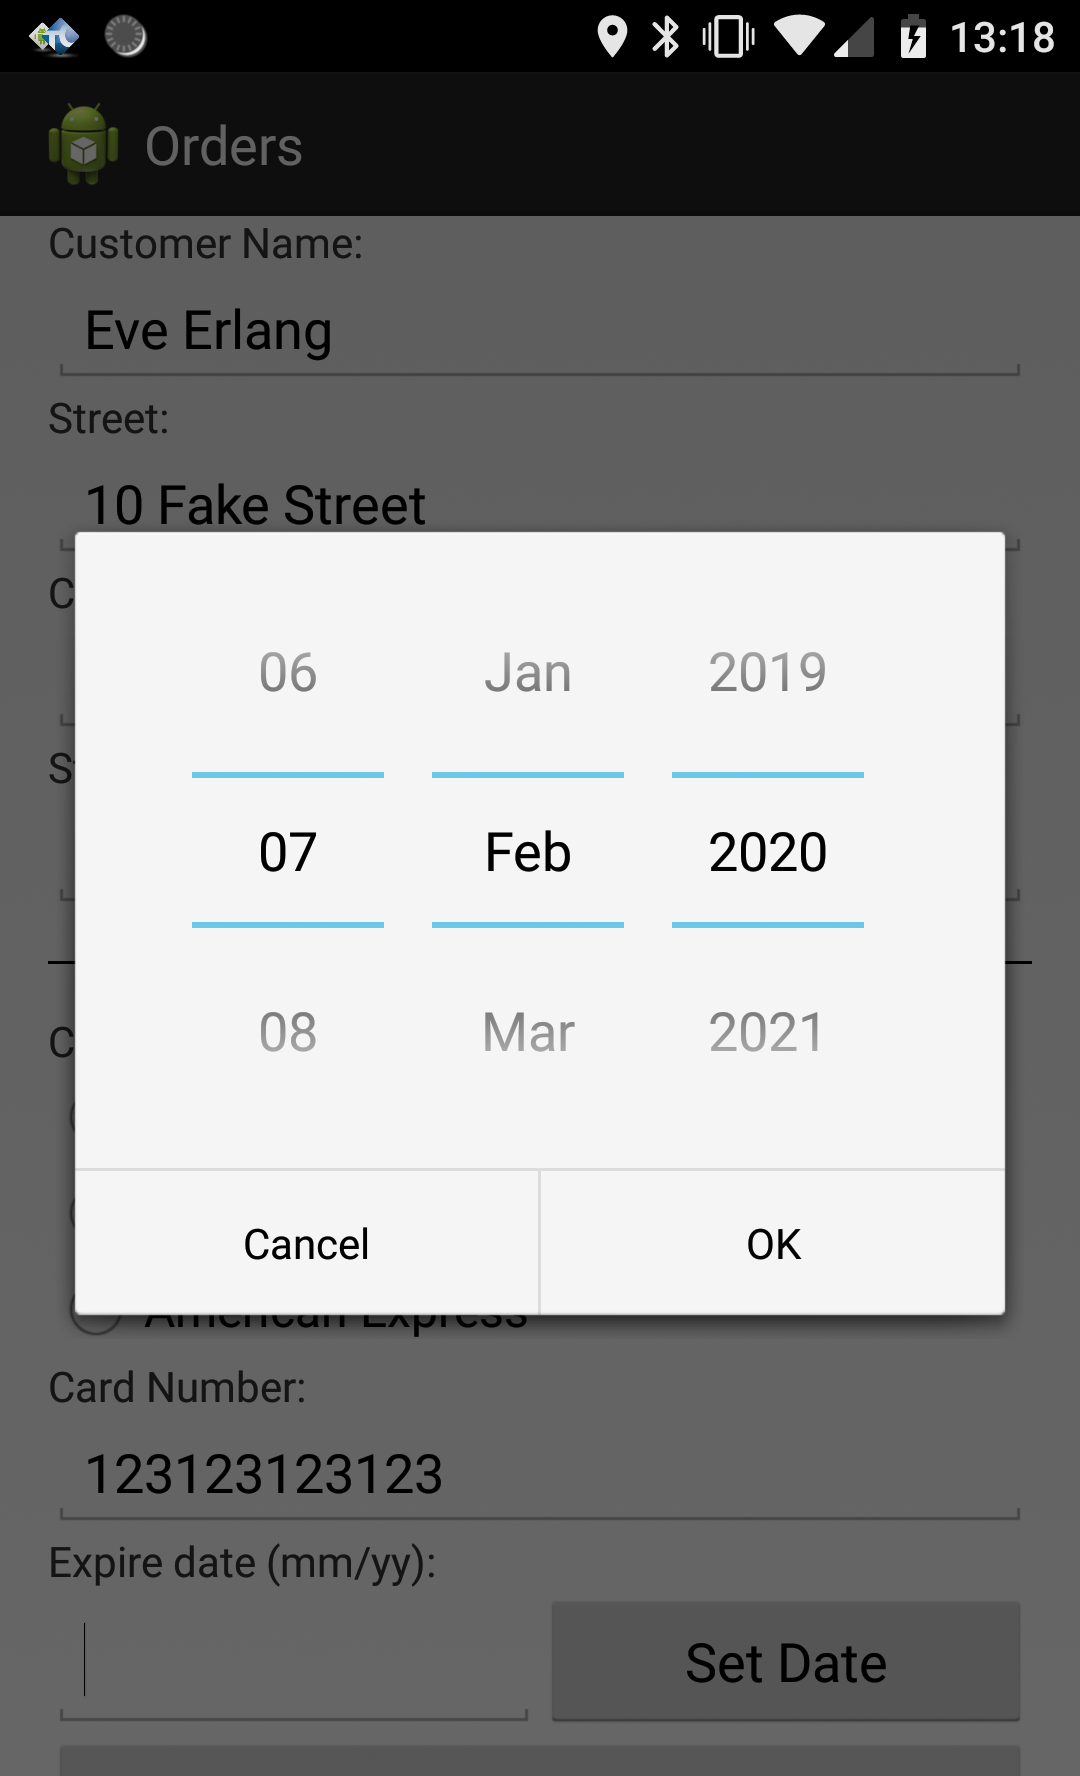 13:18
Orders
Customer Name:
Eve Erlang
Street:
10 Fake Street
06 Jan 2019
07 Feb 2020
08 Mar 2021
Cancel OK
American Express
Card Number:
123123123123
Expire date (mm/yy):
Set Date